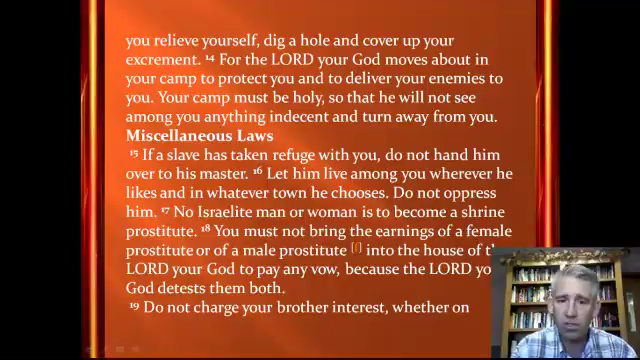 you relieve yourself, dig a hole and cover up your
excrement. 14 For the LORD your God moves about in
your camp to protect you and to deliver your enemies to
you. Your camp must be holy, so that he will not see
among you anything indecent and turn away from you.
Miscellaneous Laws
15 If a slave has taken refuge with you, do not hand him
over to his master. 16 Let him live among you wherever he
likes and in whatever town he chooses. Do not oppress
him. 17 No Israelite man or woman is to become a shrine
prostitute. 18 You must not bring the earnings of a female
prostitute or of a male prostitute [f] into the house of th
LORD your God to pay any vow, because the LORD yo
God detests them both.
19 Do not charge your brother interest, whether on